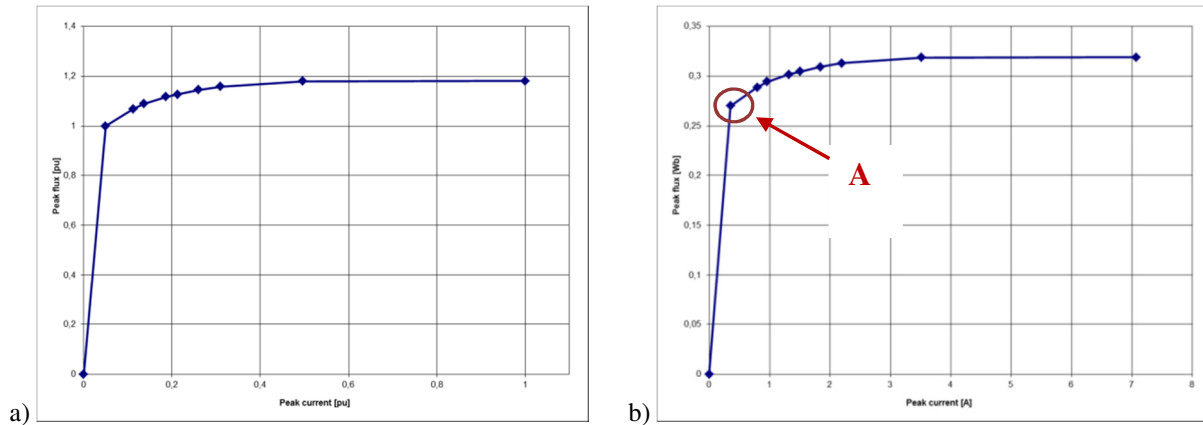 1,4
1,2
1
0,8
0,6
0,4
0,2
0
Peak flux [pu]
0 0,2 0,4 0,6 0,8 1
Peak current [pu]
a)
0,35
0,3
0,25
0,2
0,15
0,1
0,05
0
Peak flux [Wb]
A
0 1 2 3 4 5 6 7 8
Peak current [A]
b)